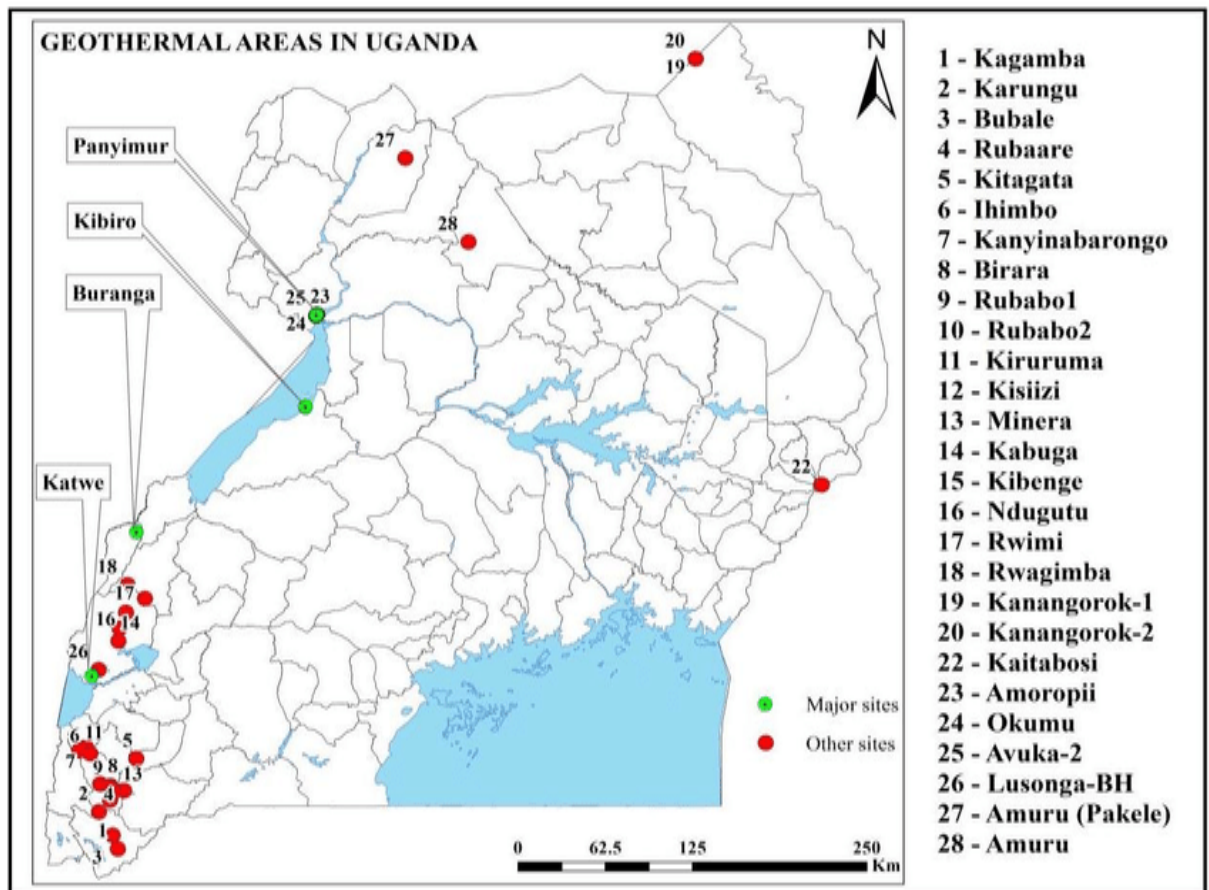 GEOTHERMAL AREAS IN UGANDA
N
20
19
27
Panyimur
28
Kibiro
Buranga
25 23
24
22
Katwe
18
17
16 14
26
Major sites
Other sites
6 11
5
7
9 8
13
2 4
1
3
0 62.5 125 250
Km
1 - Kagamba
2 - Karungu
3 - Bubale
4 - Rubaare
5 - Kitagata
6 - Ihimbo
7 - Kanyinabarongo
8 - Birara
9 - Rubabo1
10 - Rubabo2
11 - Kiruruma
12 - Kisiizi
13 - Minera
14 - Kabuga
15 - Kibenge
16 - Ndugutu
17 - Rwimi
18 - Rwagimba
19 - Kanangorok-1
20 - Kanangorok-2
22 - Kaitabosi
23 - Amoropii
24 - Okumu
25 - Avuka-2
26 - Lusonga-BH
27 - Amuru (Pakele)
28 - Amuru